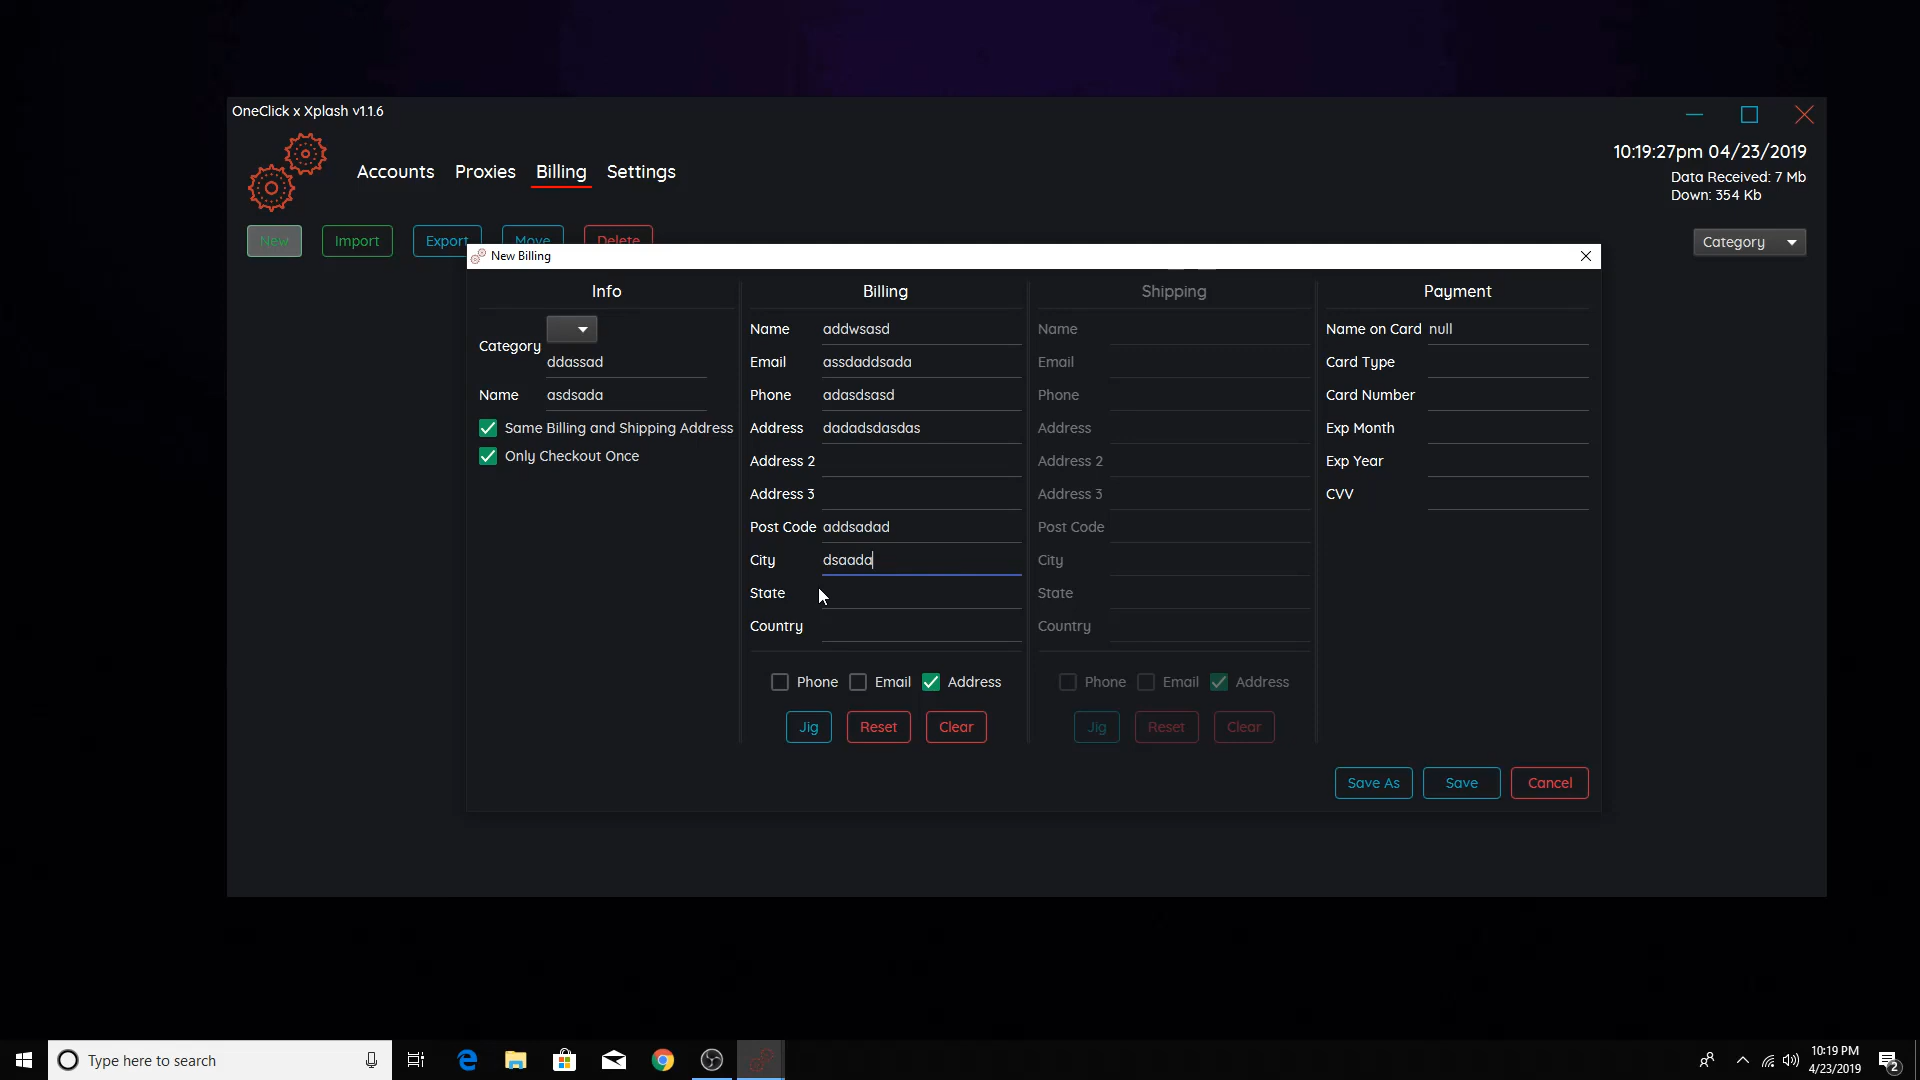 OneClick x Xplash v1.1.6
Accounts Proxies Billing Settings
10:19:27pm 04/23/2019
Data Received: 7 Mb
Down: 354 Kb
New Import Export Move Delete
Category
New Billing
Info
Category
ddassad
Name asdsada
Same Billing and Shipping Address
Only Checkout Once
Billing
Name addwsasd
Email assdaddsada
Phone adasdsasd
Address dadadsdasdas
Address 2
Address 3
Post Code addsadad
City dsaada
State
Country
Phone Email Address
Jig Reset Clear
Shipping
Name
Email
Phone
Address
Address 2
Address 3
Post Code
City
State
Country
Phone Email Address
Jig Reset Clear
Payment
Name on Card null
Card Type
Card Number
Exp Month
Exp Year
CVV
Save As Save Cancel
Type here to search
10:19 PM
4/23/2019
2